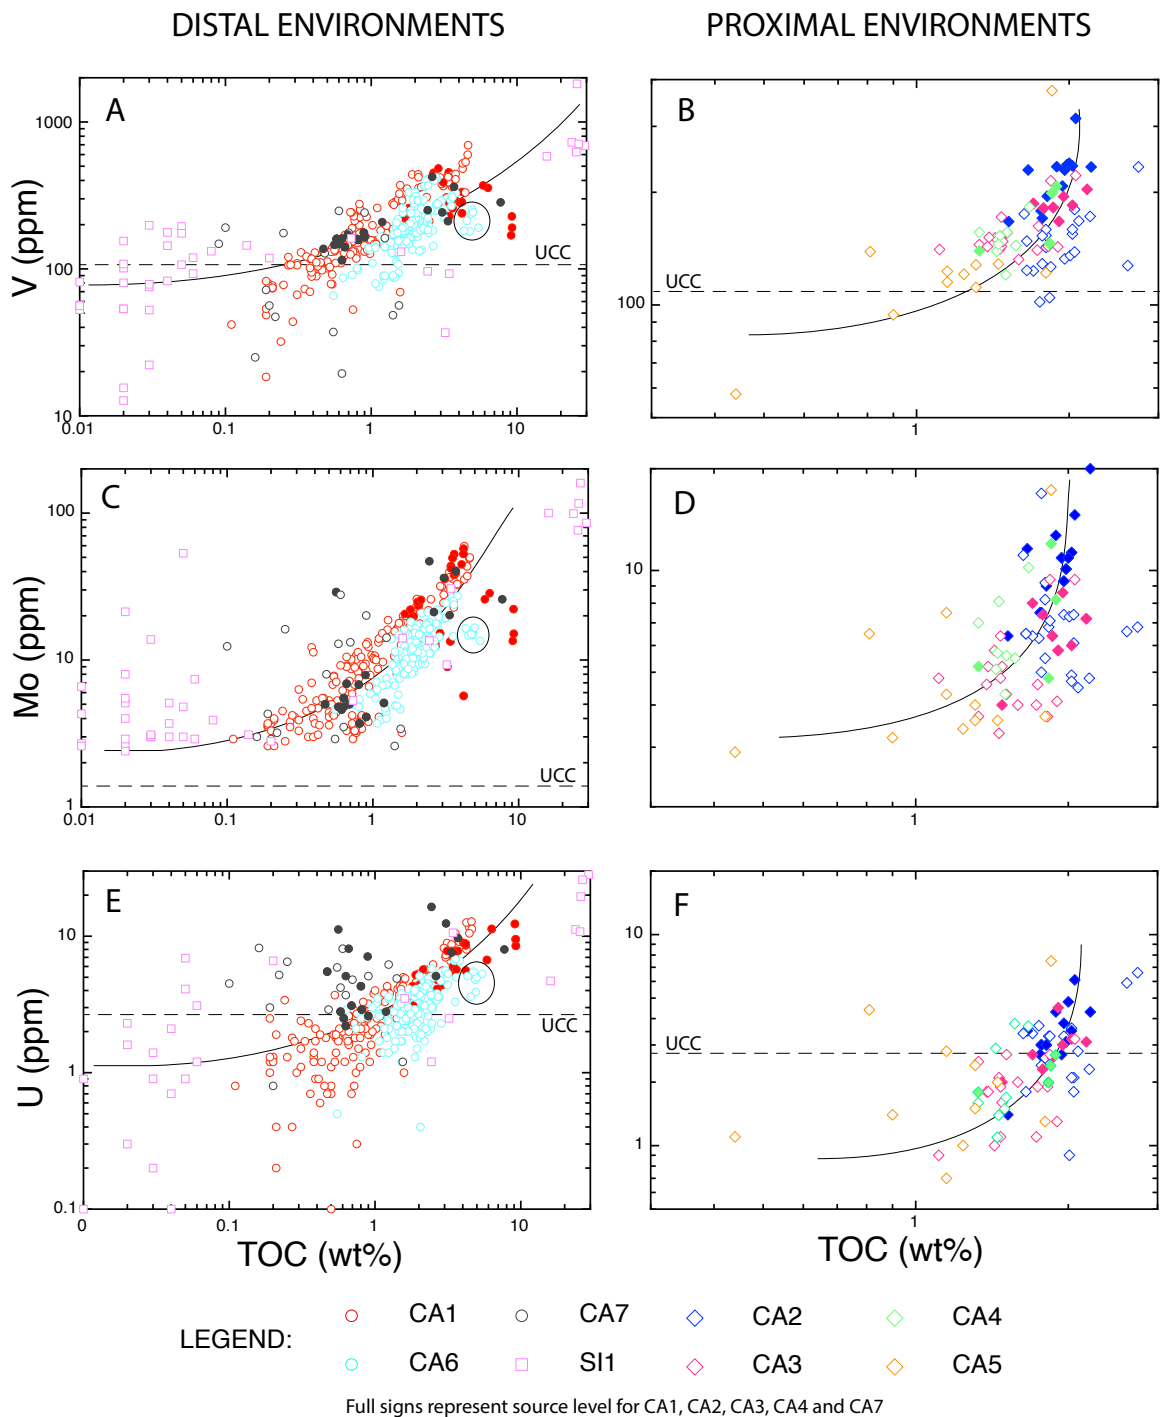 DISTAL ENVIRONMENTS
PROXIMAL ENVIRONMENTS
A
V (ppm)
1000
100
10
UCC
0.01
0.1
1
10
B
100
UCC
1
C
Mo (ppm)
100
10
1
UCC
0.01
0.1
1
10
D
10
1
E
U (ppm)
10
1
0.1
UCC
0
0.1
1
10
TOC (wt%)
F
10
1
UCC
1
TOC (wt%)
LEGEND:
CA1
CA7
CA2
CA4
CA6
SI1
CA3
CA5
Full signs represent source level for CA1, CA2, CA3, CA4 and CA7